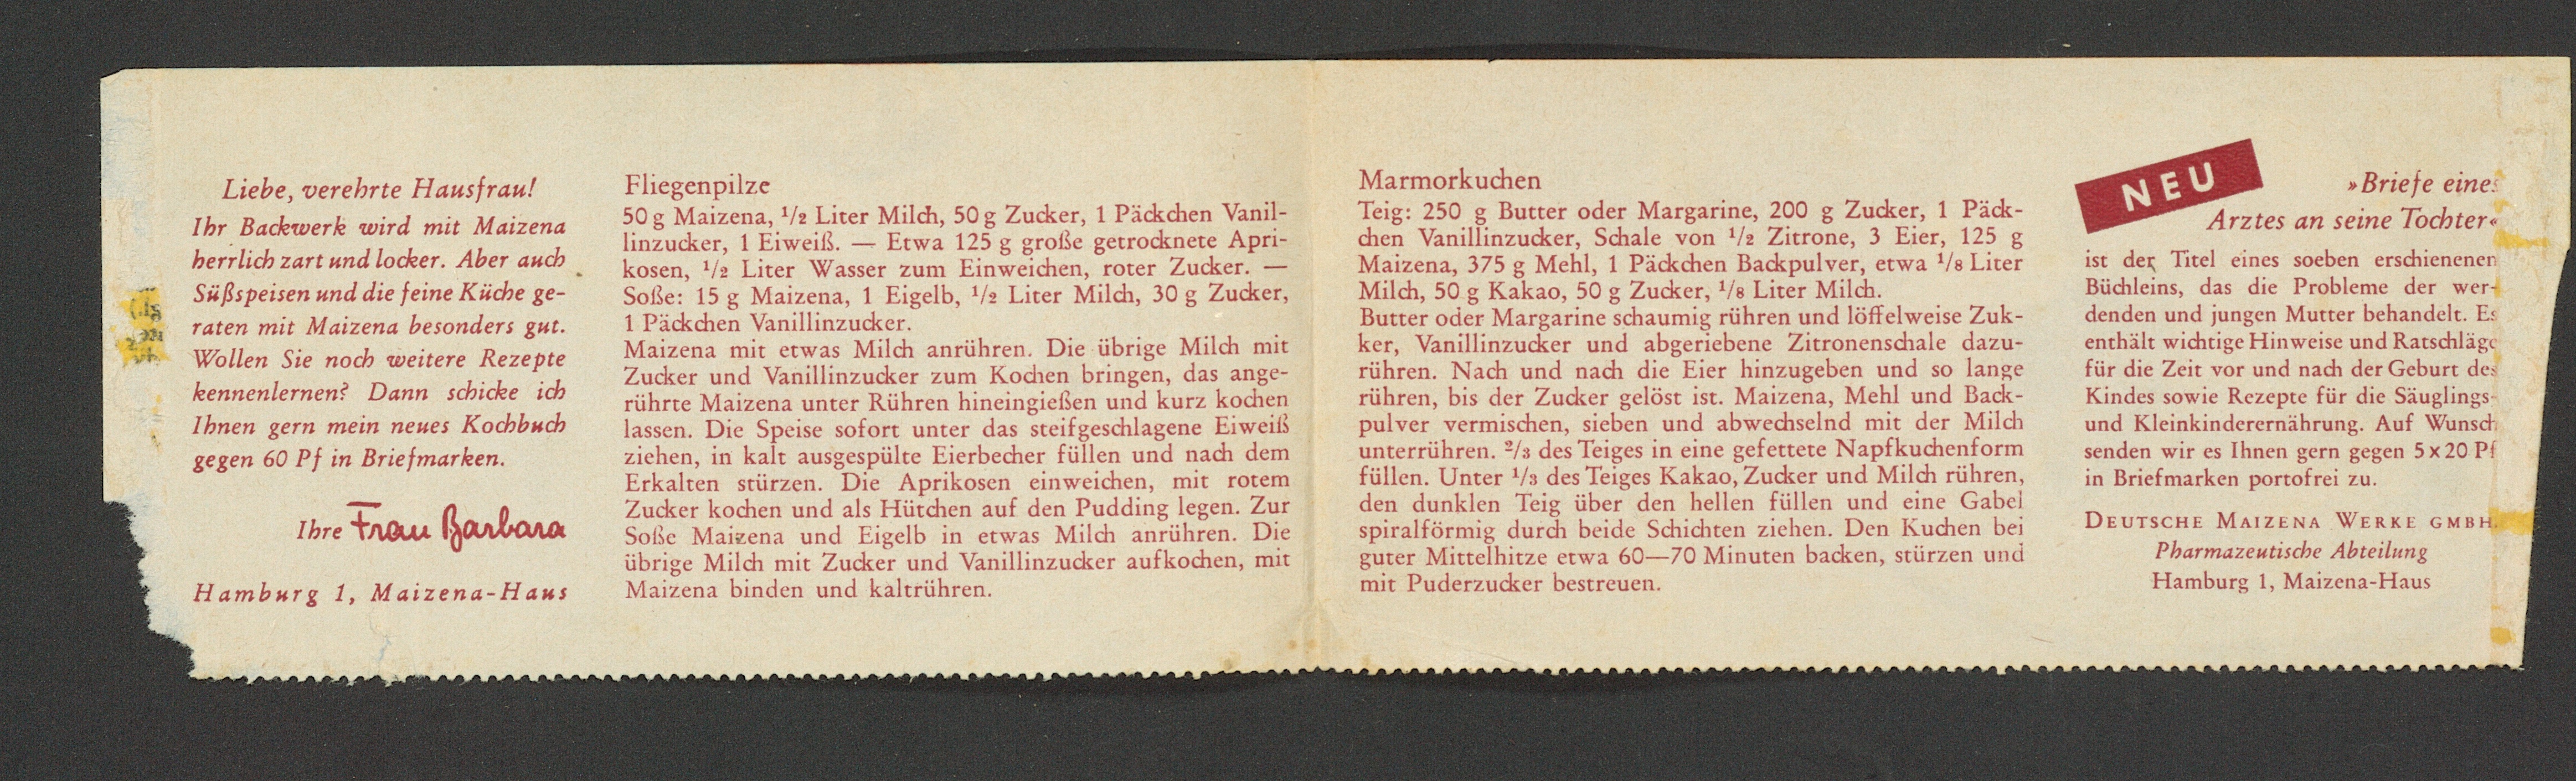 Liebe, verehrte Hausfrau!
Ihr Backwerk wird mit Maizena
herrlich zart und locker. Aber auch
Süßspeisen und die feine Küche ge-
raten mit Maizena besonders gut.
Wollen Sie noch weitere Rezepte
kennenlernen? Dann schicke ich
Ihnen gern mein neues Kochbuch
gegen 60 Pf in Briefmarken.
Ihre Frau Barbara
Hamburg 1, Maizena-Haus
Fliegenpilze
50 g Maizena, 1/2 Liter Milch, 50 g Zucker, 1 Päckchen Vanil-
linzucker, 1 Eiweiß. — Etwa 125 g große getrocknete Apri-
kosen, 1/2 Liter Wasser zum Einweichen, roter Zucker. —
Soße: 15 g Maizena, 1 Eigelb, 1/2 Liter Milch, 30 g Zucker,
1 Päckchen Vanillinzucker.
Maizena mit etwas Milch anrühren. Die übrige Milch mit
Zucker und Vanillinzucker zum Kochen bringen, das ange-
rührte Maizena unter Rühren hineingießen und kurz kochen
lassen. Die Speise sofort unter das steifgeschlagene Eiweiß
ziehen, in kalt ausgespülte Eierbecher füllen und nach dem
Erkalten stürzen. Die Aprikosen einweichen, mit rotem
Zucker kochen und als Hütchen auf den Pudding legen. Zur
Soße Maizena und Eigelb in etwas Milch anrühren. Die
übrige Milch mit Zucker und Vanillinzucker aufkochen, mit
Maizena binden und kaltrühren.
Marmorkuchen
Teig: 250 g Butter oder Margarine, 200 g Zucker, 1 Päck-
chen Vanillinzucker, Schale von 1/2 Zitrone, 3 Eier, 125 g
Maizena, 375 g Mehl, 1 Päckchen Backpulver, etwa 1/8 Liter
Milch, 50 g Kakao, 50 g Zucker, 1/8 Liter Milch.
Butter oder Margarine schaumig rühren und löffelweise Zuk-
ker, Vanillinzucker und abgeriebene Zitronenschale dazu-
rühren. Nach und nach die Eier hinzugeben und so lange
rühren, bis der Zucker gelöst ist. Maizena, Mehl und Back-
pulver vermischen, sieben und abwechselnd mit der Milch
unterrühren. 2/3 des Teiges in eine gefettete Napfkuchenform
füllen. Unter 1/3 des Teiges Kakao, Zucker und Milch rühren,
den dunklen Teig über den hellen füllen und eine Gabel
spiralförmig durch beide Schichten ziehen. Den Kuchen bei
guter Mittelhitze etwa 60—70 Minuten backen, stürzen und
mit Puderzucker bestreuen.
NEU
»Briefe eines
Arztes an seine Tochter«
ist der Titel eines soeben erschienenen
Büchleins, das die Probleme der wer-
denden und jungen Mutter behandelt. Es
enthält wichtige Hinweise und Ratschläge
für die Zeit vor und nach der Geburt des
Kindes sowie Rezepte für die Säuglings-
und Kleinkinderernährung. Auf Wunsch
senden wir es Ihnen gern gegen 5 x 20 Pf
in Briefmarken portofrei zu.
DEUTSCHE MAIZENA WERKE GMBH.
Pharmazeutische Abteilung
Hamburg 1, Maizena-Haus